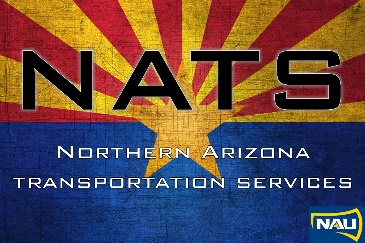 NATS
Northern Arizona
transportation services
NAU